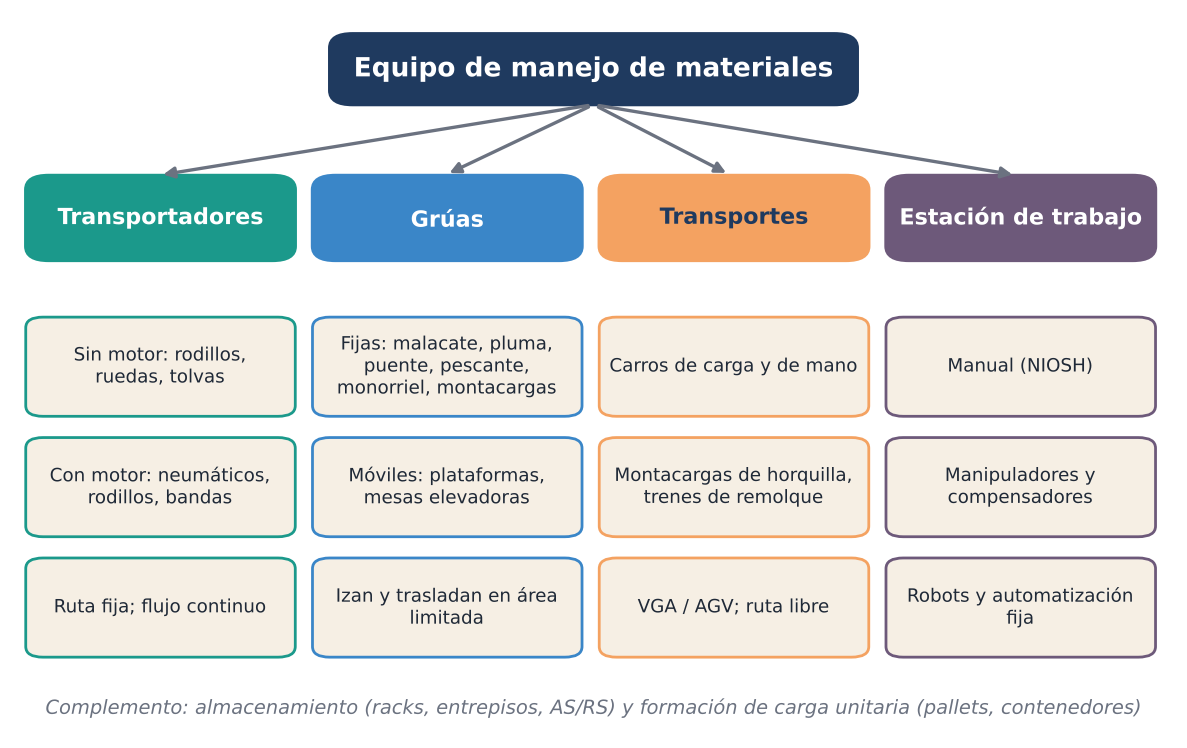 Equipo de manejo de materiales
Transportadores
Grúas
Transportes
Estación de trabajo
Sin motor: rodillos,
ruedas, tolvas
Fijas: malacate, pluma,
puente, pescante,
monorriel, montacargas
Carros de carga y de mano
Manual (NIOSH)
Con motor: neumáticos,
rodillos, bandas
Móviles: plataformas,
mesas elevadoras
Montacargas de horquilla,
trenes de remolque
Manipuladores y
compensadores
Ruta fija; flujo continuo
Izan y trasladan en área
limitada
VGA / AGV; ruta libre
Robots y automatización
fija
Complemento: almacenamiento (racks, entrepisos, AS/RS) y formación de carga unitaria (pallets, contenedores)